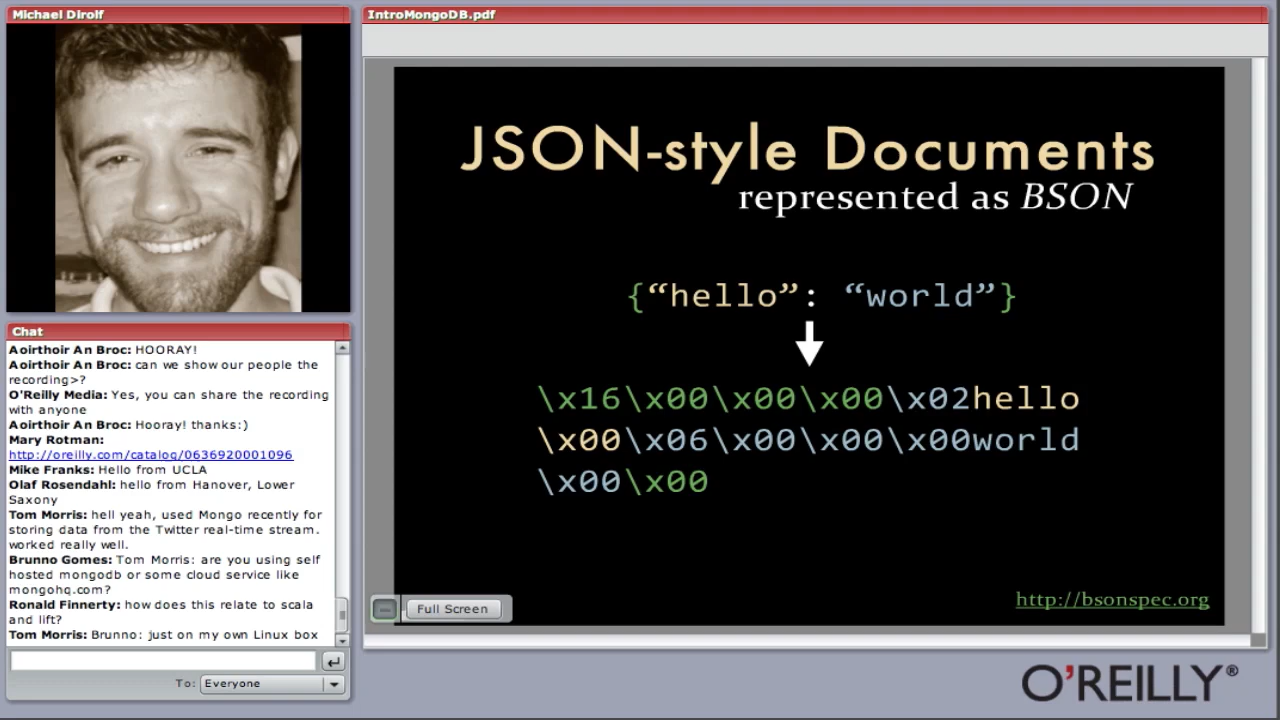 Michael Dirolf
IntroMongoDB.pdf
JSON-style Documents
represented as BSON
{“hello”: “world”}
\x16\x00\x00\x00\x02hello
\x00\x06\x00\x00\x00world
\x00\x00
http://bsonspec.org
Full Screen
Chat
Aoirthoir An Broc: HOORAY!
Aoirthoir An Broc: can we show our people the
recording>?
O'Reilly Media: Yes, you can share the recording
with anyone
Aoirthoir An Broc: Hooray! thanks:)
Mary Rotman:
http://oreilly.com/catalog/0636920001096
Mike Franks: Hello from UCLA
Olaf Rosendahl: hello from Hanover, Lower
Saxony
Tom Morris: hell yeah, used Mongo recently for
storing data from the Twitter real-time stream.
worked really well.
Brunno Gomes: Tom Morris: are you using self
hosted mongodb or some cloud service like
mongohq.com?
Ronald Finnerty: how does this relate to scala
and lift?
Tom Morris: Brunno: just on my own Linux box
To: Everyone
O'REILLY®